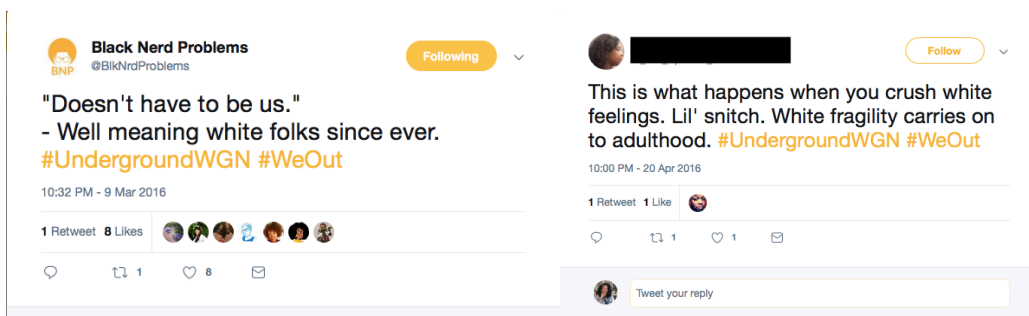 Black Nerd Problems
@BlkNrdProblems
Following
BNP
"Doesn't have to be us."
- Well meaning white folks since ever.
#UndergroundWGN #WeOut
10:32 PM - 9 Mar 2016
1 Retweet 8 Likes
1 8
Follow
This is what happens when you crush white
feelings. Lil' snitch. White fragility carries on
to adulthood. #UndergroundWGN #WeOut
10:00 PM - 20 Apr 2016
1 Retweet 1 Like
1 1
Tweet your reply